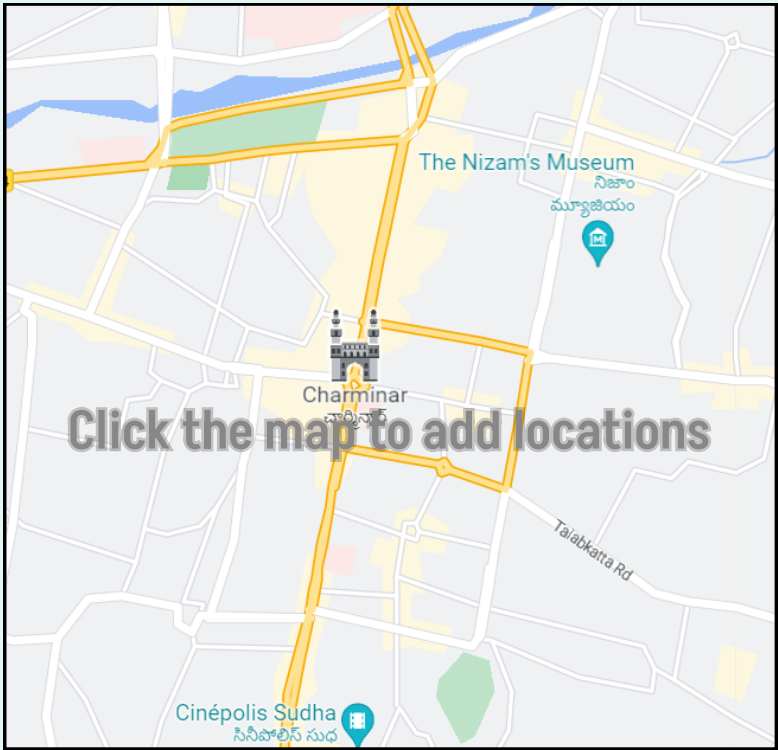 The Nizam's Museum
నిజాం
మ్యూజియం
Charminar
చార్మినార్
Click the map to add locations
Talabkatta Rd
Cinépolis Sudha
సినీపోలిస్ సుధ